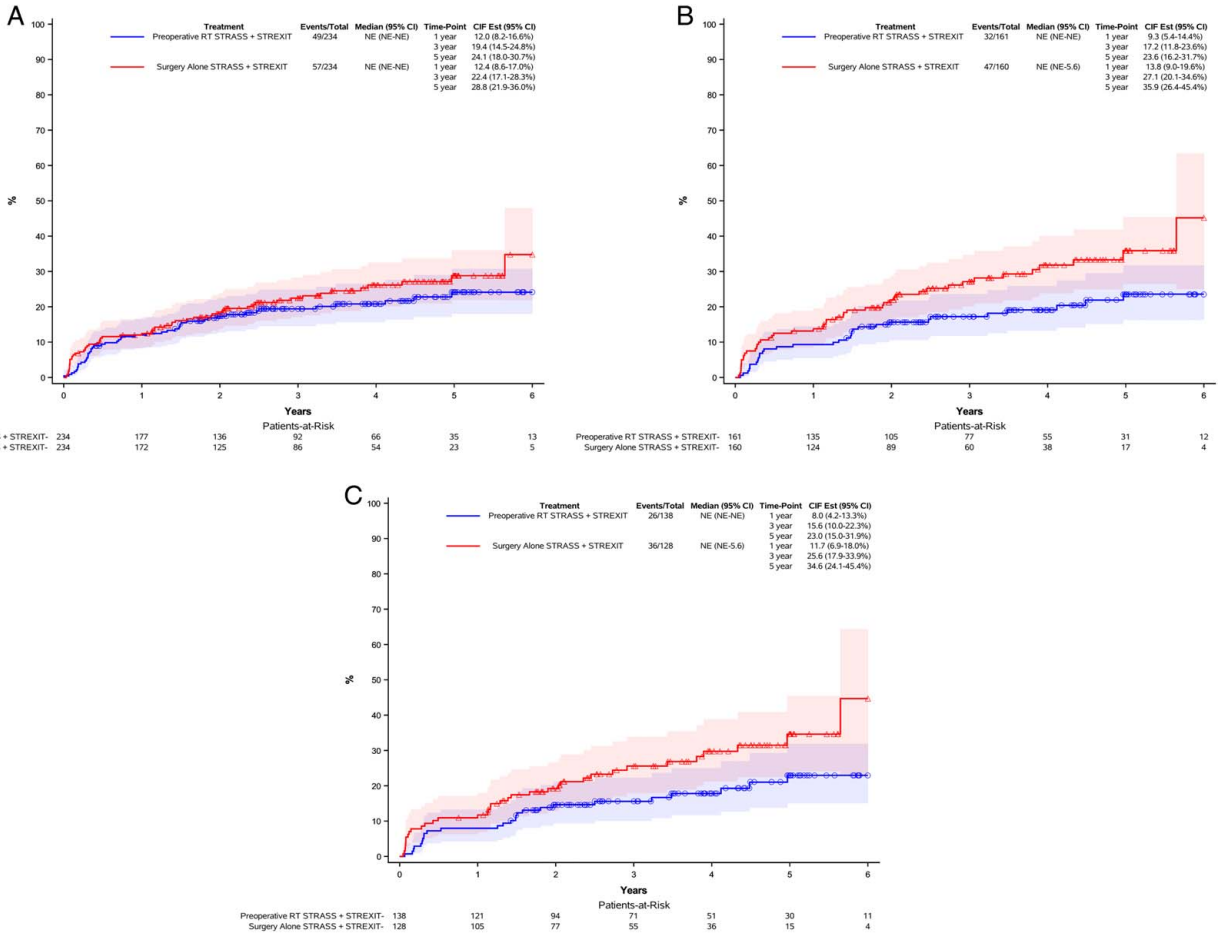 A
Treatment Events/Total Median (95% CI) Time-Point CIF Est (95% CI)
Preoperative RT STRASS + STREXIT 49/234 NE (NE-NE) 1 year 12.0 (8.2-16.6%)
3 year 19.4 (14.5-24.8%)
5 year 24.1 (18.0-30.7%)
Surgery Alone STRASS + STREXIT 57/234 NE (NE-NE) 1 year 12.4 (8.6-17.0%)
3 year 22.4 (17.1-28.3%)
5 year 28.8 (21.9-36.0%)
100
90
80
70
60
50
40
30
20
10
0
%
0 1 2 3 4 5 6
Years
Patients-at-Risk
+ STREXIT- 234 177 136 92 66 35 13
+ STREXIT- 234 172 125 86 54 23 5
B
Treatment Events/Total Median (95% CI) Time-Point CIF Est (95% CI)
Preoperative RT STRASS + STREXIT 32/161 NE (NE-NE) 1 year 9.3 (5.4-14.4%)
3 year 17.2 (11.8-23.6%)
5 year 23.6 (16.2-31.7%)
Surgery Alone STRASS + STREXIT 47/160 NE (NE-5.6) 1 year 13.8 (9.0-19.6%)
3 year 27.1 (20.1-34.6%)
5 year 35.9 (26.4-45.4%)
100
90
80
70
60
50
40
30
20
10
0
%
0 1 2 3 4 5 6
Years
Patients-at-Risk
Preoperative RT STRASS + STREXIT- 161 135 105 77 55 31 12
Surgery Alone STRASS + STREXIT- 160 124 89 60 38 17 4
C
Treatment Events/Total Median (95% CI) Time-Point CIF Est (95% CI)
Preoperative RT STRASS + STREXIT 26/138 NE (NE-NE) 1 year 8.0 (4.2-13.3%)
3 year 15.6 (10.0-22.3%)
5 year 23.0 (15.0-31.9%)
Surgery Alone STRASS + STREXIT 36/128 NE (NE-5.6) 1 year 11.7 (6.9-18.0%)
3 year 25.6 (17.9-33.9%)
5 year 34.6 (24.1-45.4%)
100
90
80
70
60
50
40
30
20
10
0
%
0 1 2 3 4 5 6
Years
Patients-at-Risk
Preoperative RT STRASS + STREXIT- 138 121 94 71 51 30 11
Surgery Alone STRASS + STREXIT- 128 105 77 55 36 15 4